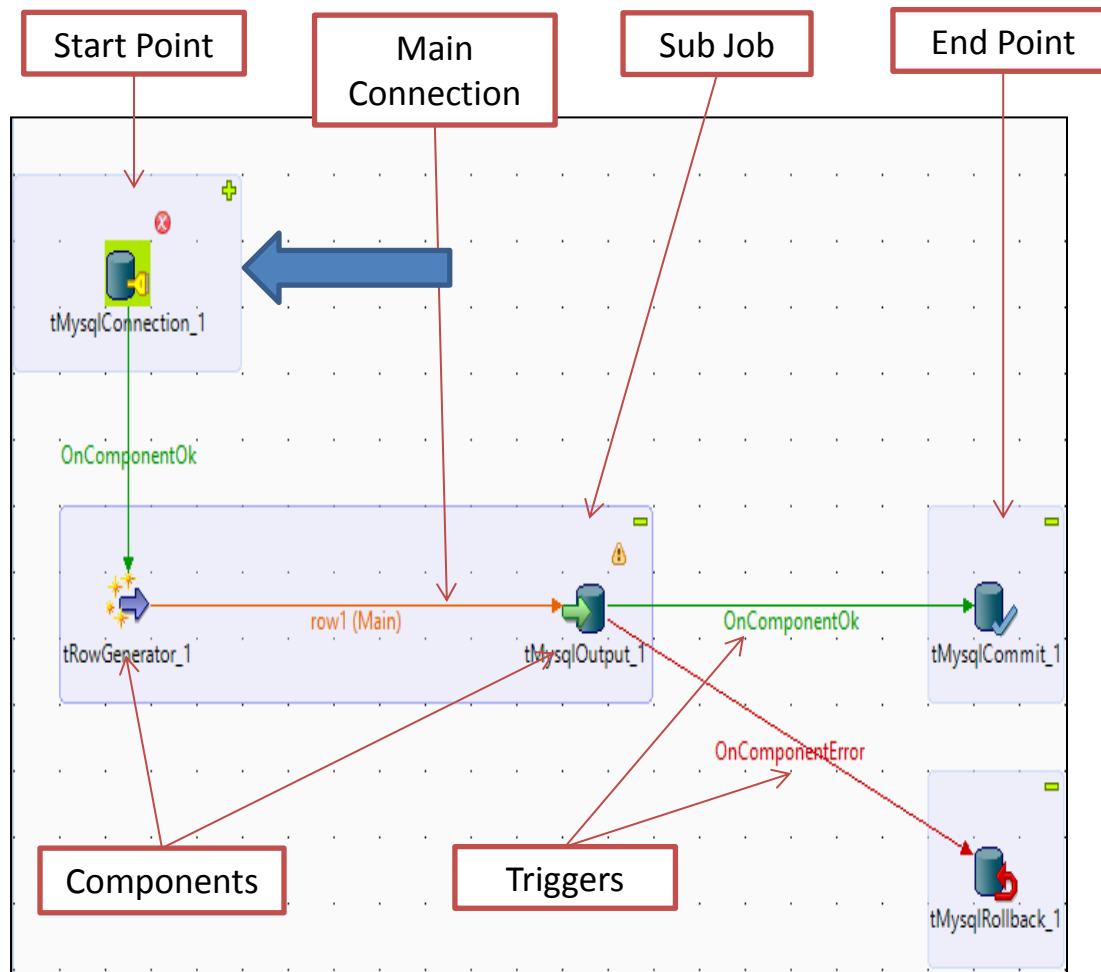 Start Point
Main
Connection
Sub Job
End Point
tMysqlConnection_1
OnComponentOk
row1 (Main)
OnComponentOk
tRowGenerator_1
tMysqlOutput_1
tMysqlCommit_1
OnComponentError
Components
Triggers
tMysqlRollback_1